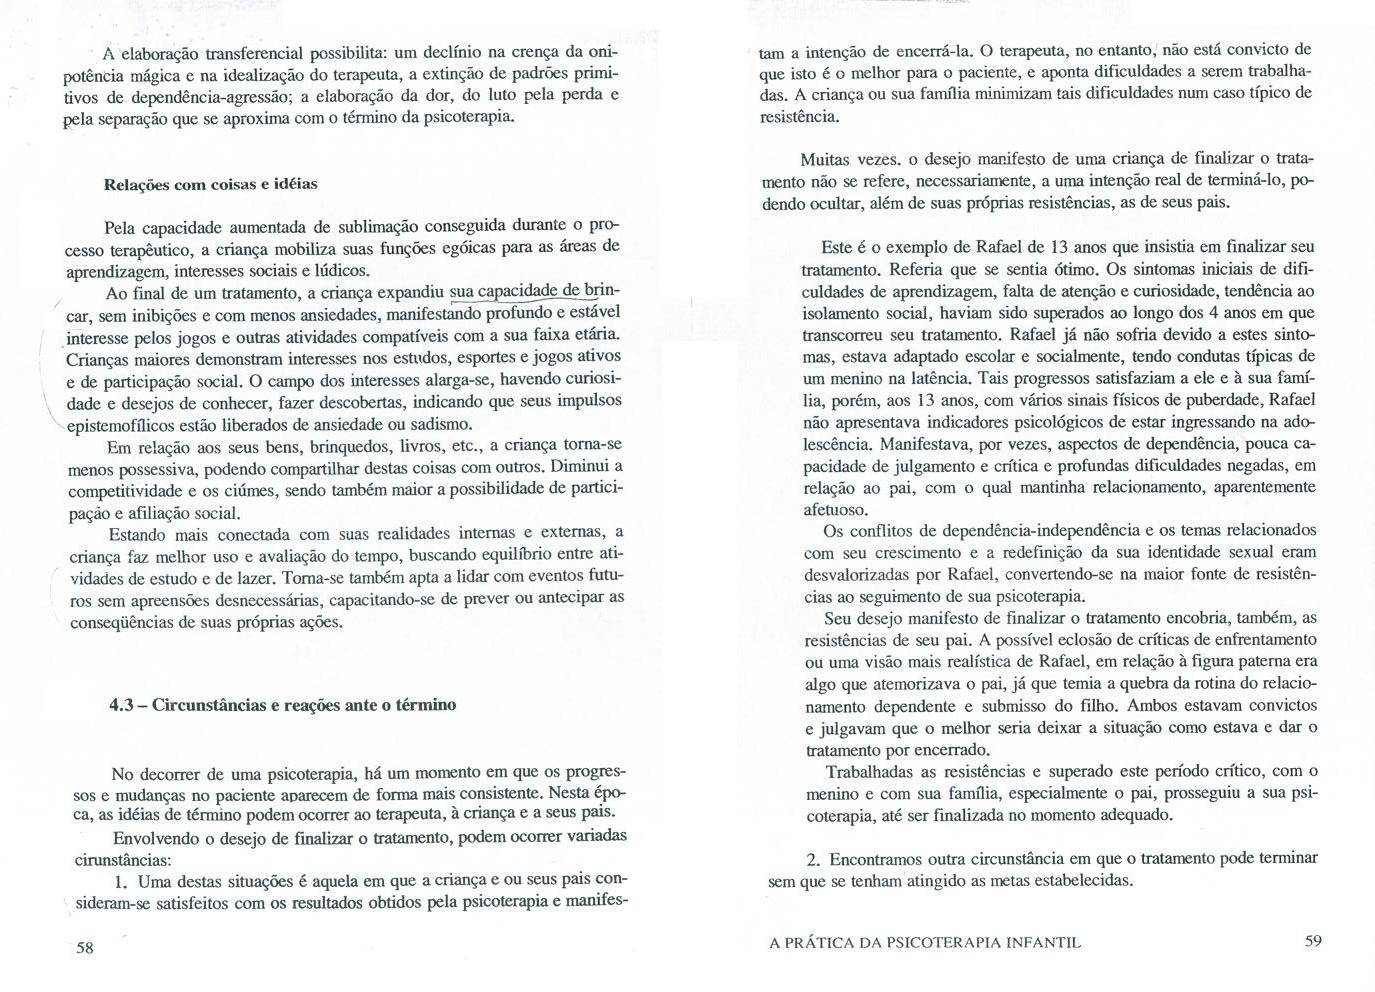 A elaboração transferencial possibilita: um declínio na crença da oni-
potência mágica e na idealização do terapeuta, a extinção de padrões primi-
tivos de dependência-agressão; a elaboração da dor, do luto pela perda e
pela separação que se aproxima com o término da psicoterapia.
Relações com coisas e idéias
Pela capacidade aumentada de sublimação conseguida durante o pro-
cesso terapêutico, a criança mobiliza suas funções egóicas para as áreas de
aprendizagem, interesses sociais e lúdicos.
Ao final de um tratamento, a criança expandiu sua capacidade de brin-
car, sem inibições e com menos ansiedades, manifestando profundo e estável
interesse pelos jogos e outras atividades compatíveis com a sua faixa etária.
Crianças maiores demonstram interesses nos estudos, esportes e jogos ativos
e de participação social. O campo dos interesses alarga-se, havendo curiosi-
dade e desejos de conhecer, fazer descobertas, indicando que seus impulsos
epistemofílicos estão liberados de ansiedade ou sadismo.
Em relação aos seus bens, brinquedos, livros, etc., a criança torna-se
menos possessiva, podendo compartilhar destas coisas com outros. Diminui a
competitividade e os ciúmes, sendo também maior a possibilidade de partici-
pação e afiliação social.
Estando mais conectada com suas realidades internas e externas, a
criança faz melhor uso e avaliação do tempo, buscando equilíbrio entre ati-
vidades de estudo e de lazer. Torna-se também apta a lidar com eventos futu-
ros sem apreensões desnecessárias, capacitando-se de prever ou antecipar as
conseqüências de suas próprias ações.
4.3 – Circunstâncias e reações ante o término
No decorrer de uma psicoterapia, há um momento em que os progres-
sos e mudanças no paciente aparecem de forma mais consistente. Nesta épo-
ca, as idéias de término podem ocorrer ao terapeuta, à criança e a seus pais.
Envolvendo o desejo de finalizar o tratamento, podem ocorrer variadas
cirunstâncias:
1. Uma destas situações é aquela em que a criança e ou seus pais con-
sideram-se satisfeitos com os resultados obtidos pela psicoterapia e manifes-
58
tam a intenção de encerrá-la. O terapeuta, no entanto, não está convicto de
que isto é o melhor para o paciente, e aponta dificuldades a serem trabalha-
das. A criança ou sua família minimizam tais dificuldades num caso típico de
resistência.
Muitas vezes. o desejo manifesto de uma criança de finalizar o trata-
mento não se refere, necessariamente, a uma intenção real de terminá-lo, po-
dendo ocultar, além de suas próprias resistências, as de seus pais.
Este é o exemplo de Rafael de 13 anos que insistia em finalizar seu
tratamento. Referia que se sentia ótimo. Os sintomas iniciais de difi-
culdades de aprendizagem, falta de atenção e curiosidade, tendência ao
isolamento social, haviam sido superados ao longo dos 4 anos em que
transcorreu seu tratamento. Rafael já não sofria devido a estes sinto-
mas, estava adaptado escolar e socialmente, tendo condutas típicas de
um menino na latência. Tais progressos satisfaziam a ele e à sua famí-
lia, porém, aos 13 anos, com vários sinais físicos de puberdade, Rafael
não apresentava indicadores psicológicos de estar ingressando na ado-
lescência. Manifestava, por vezes, aspectos de dependência, pouca ca-
pacidade de julgamento e crítica e profundas dificuldades negadas, em
relação ao pai, com o qual mantinha relacionamento, aparentemente
afetuoso.
Os conflitos de dependência-independência e os temas relacionados
com seu crescimento e a redefinição da sua identidade sexual eram
desvalorizadas por Rafael, convertendo-se na maior fonte de resistên-
cias ao seguimento de sua psicoterapia.
Seu desejo manifesto de finalizar o tratamento encobria, também, as
resistências de seu pai. A possível eclosão de críticas de enfrentamento
ou uma visão mais realística de Rafael, em relação à figura paterna era
algo que atemorizava o pai, já que temia a quebra da rotina do relacio-
namento dependente e submisso do filho. Ambos estavam convictos
e julgavam que o melhor seria deixar a situação como estava e dar o
tratamento por encerrado.
Trabalhadas as resistências e superado este período crítico, com o
menino e com sua família, especialmente o pai, prosseguiu a sua psi-
coterapia, até ser finalizada no momento adequado.
2. Encontramos outra circunstância em que o tratamento pode terminar
sem que se tenham atingido as metas estabelecidas.
A PRÁTICA DA PSICOTERAPIA INFANTIL
59